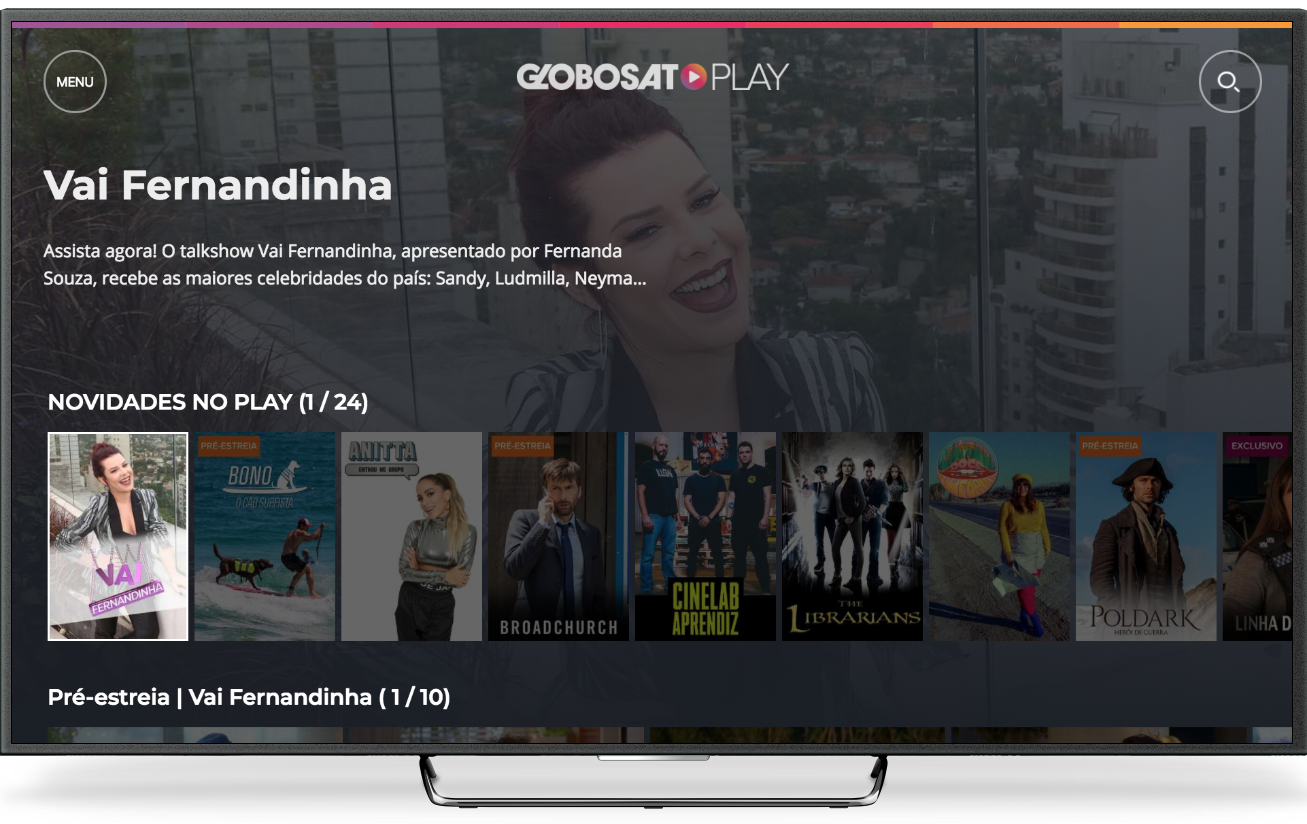 MENU
GLOBOSAT PLAY
Vai Fernandinha
Assista agora! O talkshow Vai Fernandinha, apresentado por Fernanda
Souza, recebe as maiores celebridades do país: Sandy, Ludmilla, Neyma...
NOVIDADES NO PLAY (1 / 24)
VAI
FERNANDINHA
PRÉ-ESTREIA
BONO,
O CÃO SURFISTA
ANITTA
ENTROU NO GRUPO
PRÉ-ESTREIA
BROADCHURCH
CINELAB
APRENDIZ
THE
LIBRARIANS
PRÉ-ESTREIA
POLDARK
HERÓI DE GUERRA
EXCLUSIVO
LINHA D
Pré-estreia | Vai Fernandinha ( 1 / 10)